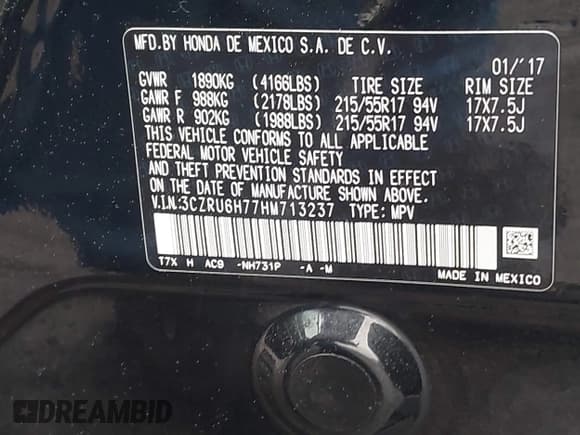 MFD.BY HONDA DE MEXICO S.A. DE C.V.
01/'17
GVWR 1890KG (4166LBS) TIRE SIZE RIM SIZE
GAWR F 988KG (2178LBS) 215/55R17 94V 17X7.5J
GAWR R 902KG (1988LBS) 215/55R17 94V 17X7.5J
THIS VEHICLE CONFORMS TO ALL APPLICABLE
FEDERAL MOTOR VEHICLE SAFETY
AND THEFT PREVENTION STANDARDS IN EFFECT
ON THE DATE OF MANUFACTURE SHOWN ABOVE.
V.I.N:3CZRU6H77HM713237 TYPE: MPV
T7X H AC9 -NH731P -A -M
MADE IN MEXICO
DREAMBID